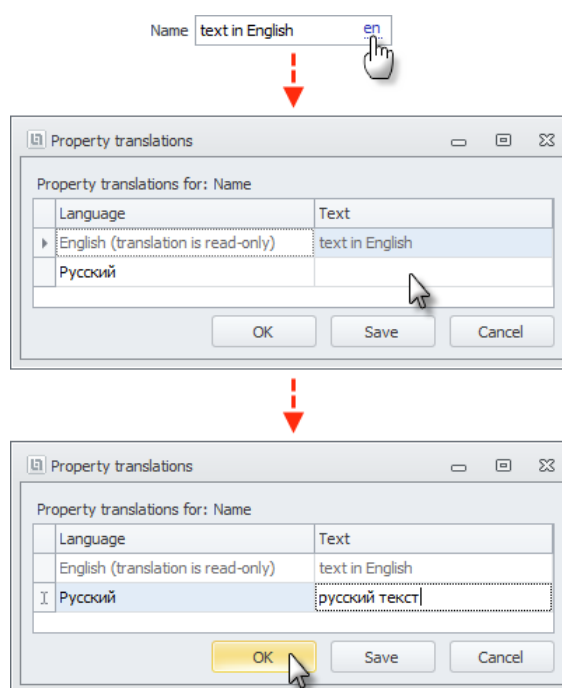 Name text in English en
Property translations
Property translations for: Name
Language Text
English (translation is read-only) text in English
Русский
OK Save Cancel
Property translations
Property translations for: Name
Language Text
English (translation is read-only) text in English
Русский русский текст
OK Save Cancel